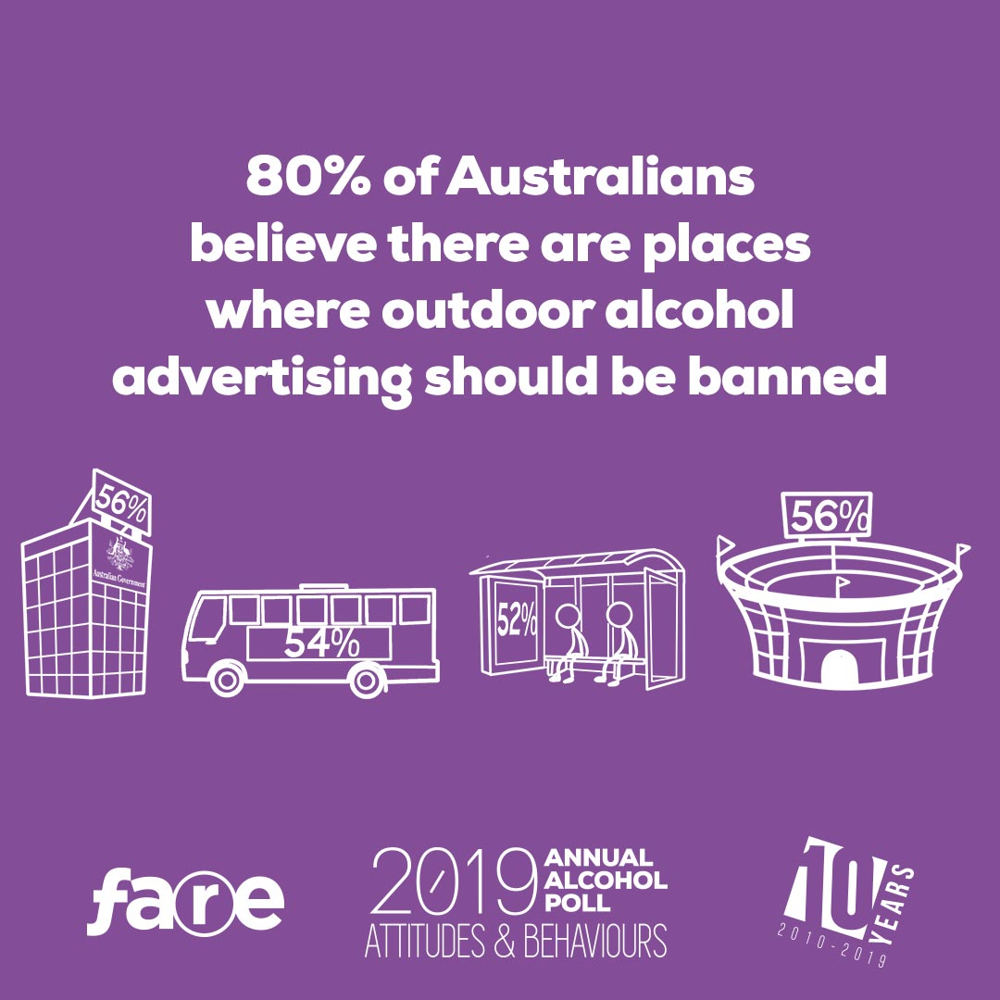 80% of Australians
believe there are places
where outdoor alcohol
advertising should be banned
56%
Australian Government
54%
52%
56%
fare
2019 ANNUAL
ALCOHOL
POLL
ATTITUDES & BEHAVIOURS
10 YEARS
2010-2019